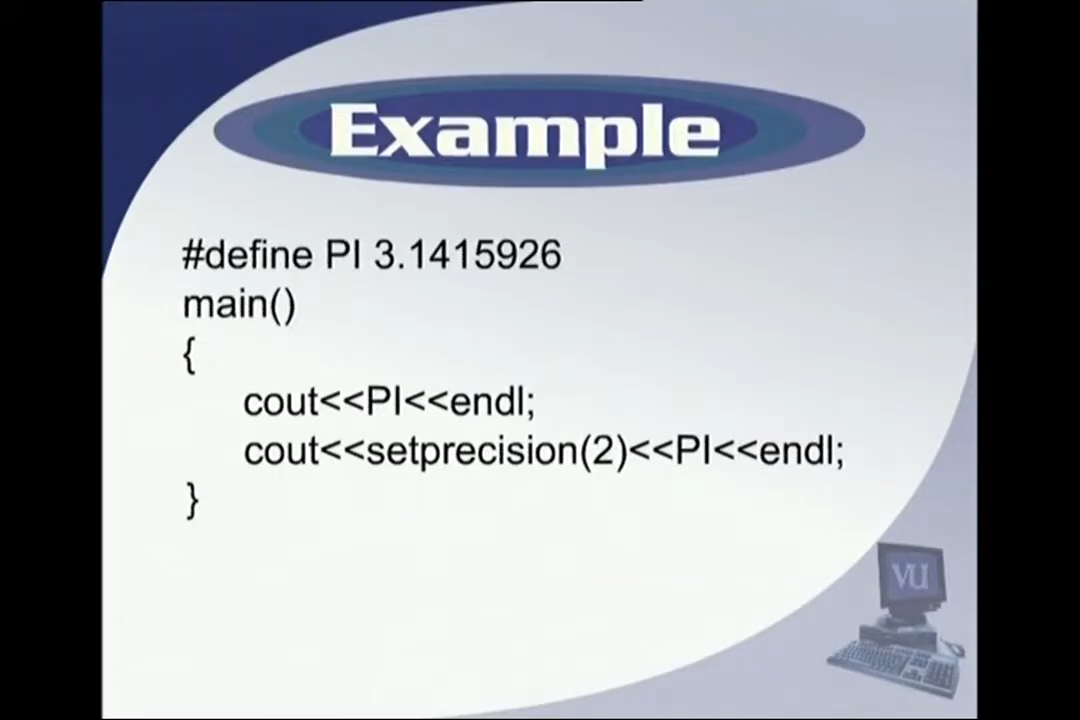 Example
#define PI 3.1415926
main()
{
cout<<PI<<endl;
cout<<setprecision(2)<<PI<<endl;
}
VU